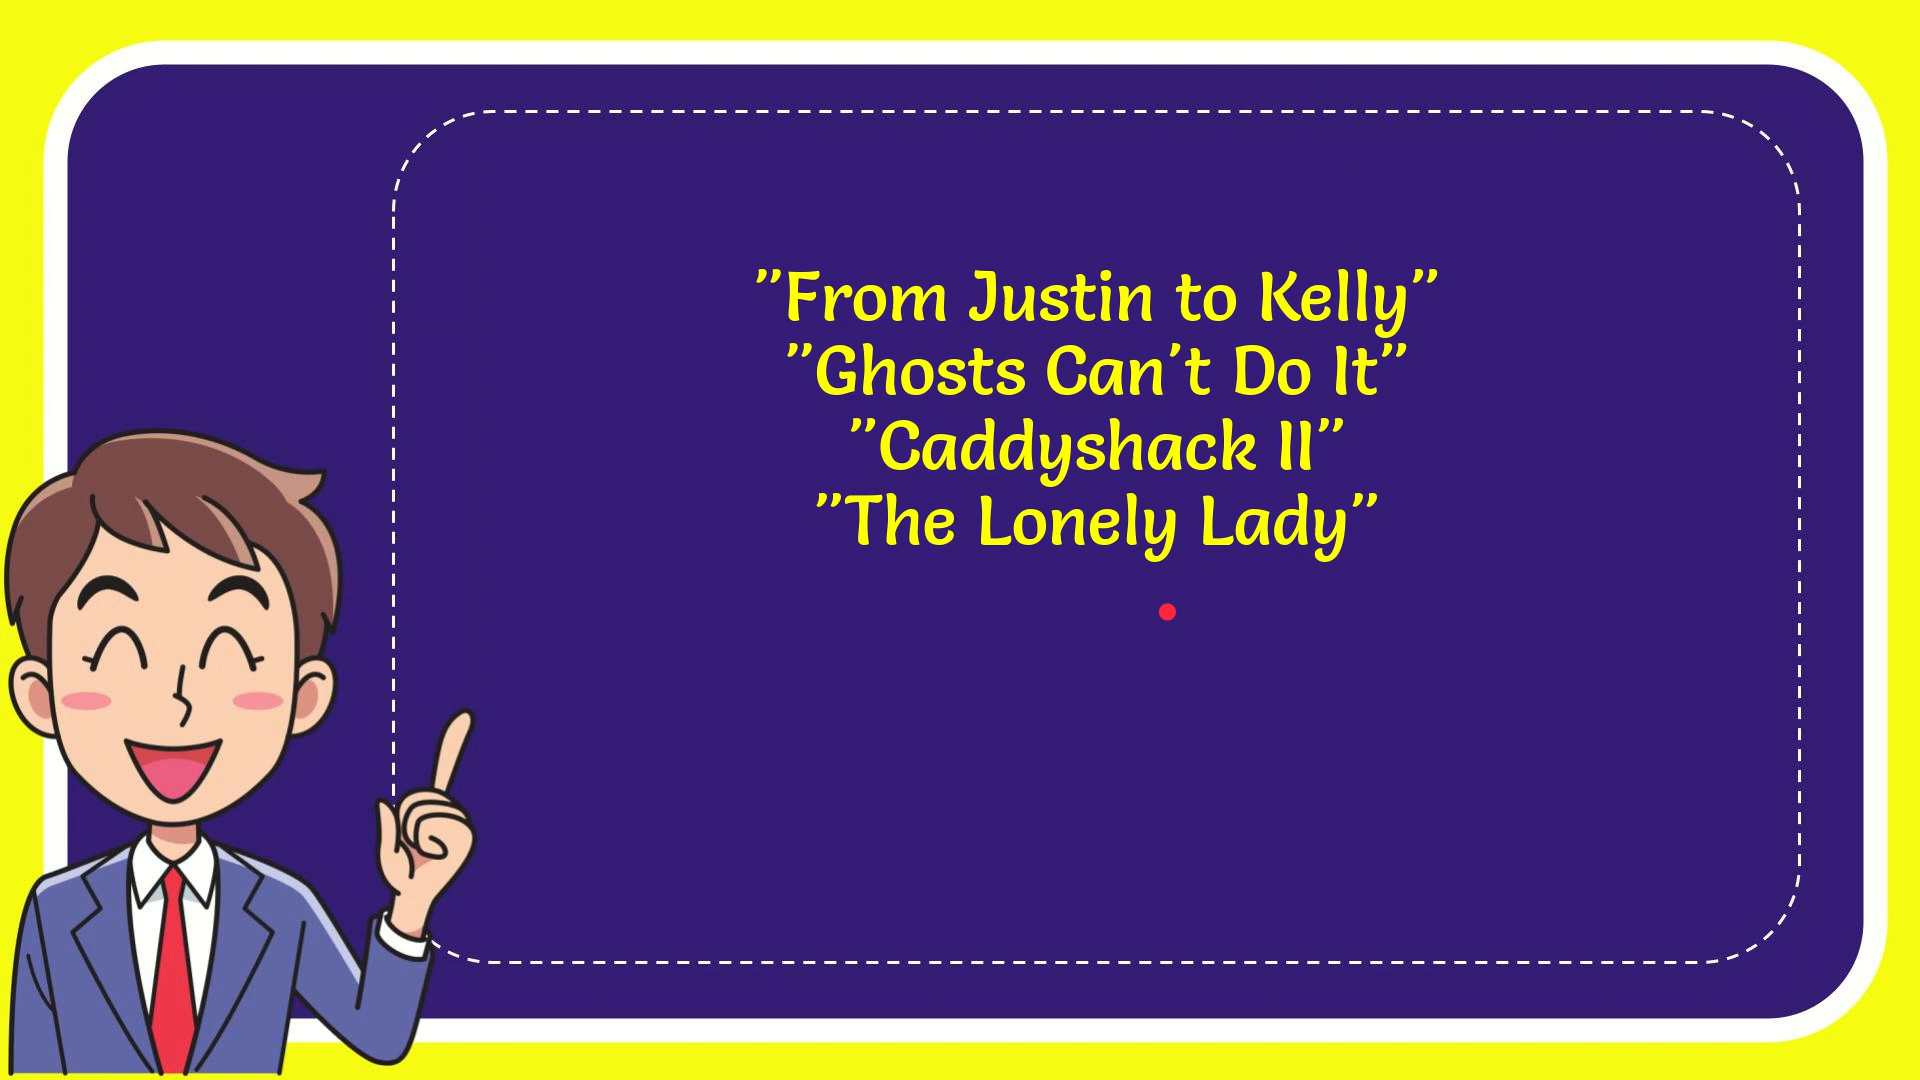 "From Justin to Kelly"
"Ghosts Can't Do It"
"Caddyshack II"
"The Lonely Lady"